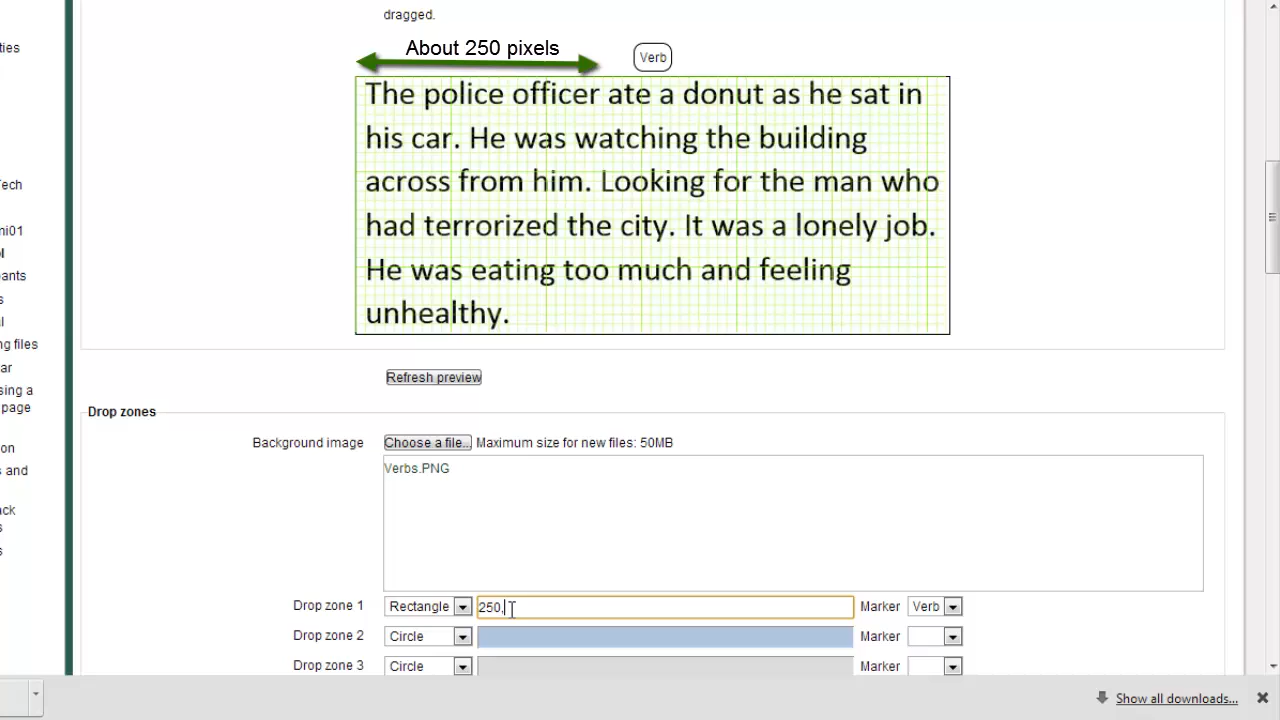 dragged.
ties
About 250 pixels
Verb
The police officer ate a donut as he sat in
his car. He was watching the building
across from him. Looking for the man who
Tech
had terrorized the city. It was a lonely job.
mi01
ol
He was eating too much and feeling
pants
s
unhealthy.
al
ng files
ar
Refresh preview
sing a
page
Drop zones
Background image
Choose a file...
Maximum size for new files: 50MB
on
Verbs.PNG
s and
ack
s
s
Drop zone 1
Rectangle
250,
Marker
Verb
Drop zone 2
Circle
Marker
Drop zone 3
Circle
Marker
Show all downloads...